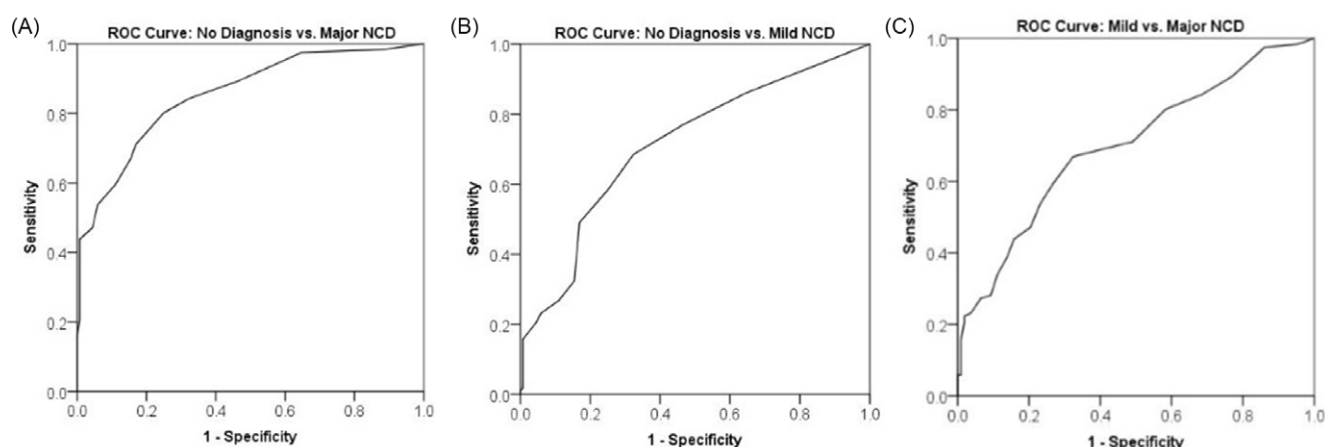 (A)
ROC Curve: No Diagnosis vs. Major NCD
1.0
0.8
0.6
0.4
0.2
0.0
Sensitivity
0.0 0.2 0.4 0.6 0.8 1.0
1 - Specificity
(B)
ROC Curve: No Diagnosis vs. Mild NCD
1.0
0.8
0.6
0.4
0.2
0.0
Sensitivity
0.0 0.2 0.4 0.6 0.8 1.0
1 - Specificity
(C)
ROC Curve: Mild vs. Major NCD
1.0
0.8
0.6
0.4
0.2
0.0
Sensitivity
0.0 0.2 0.4 0.6 0.8 1.0
1 - Specificity